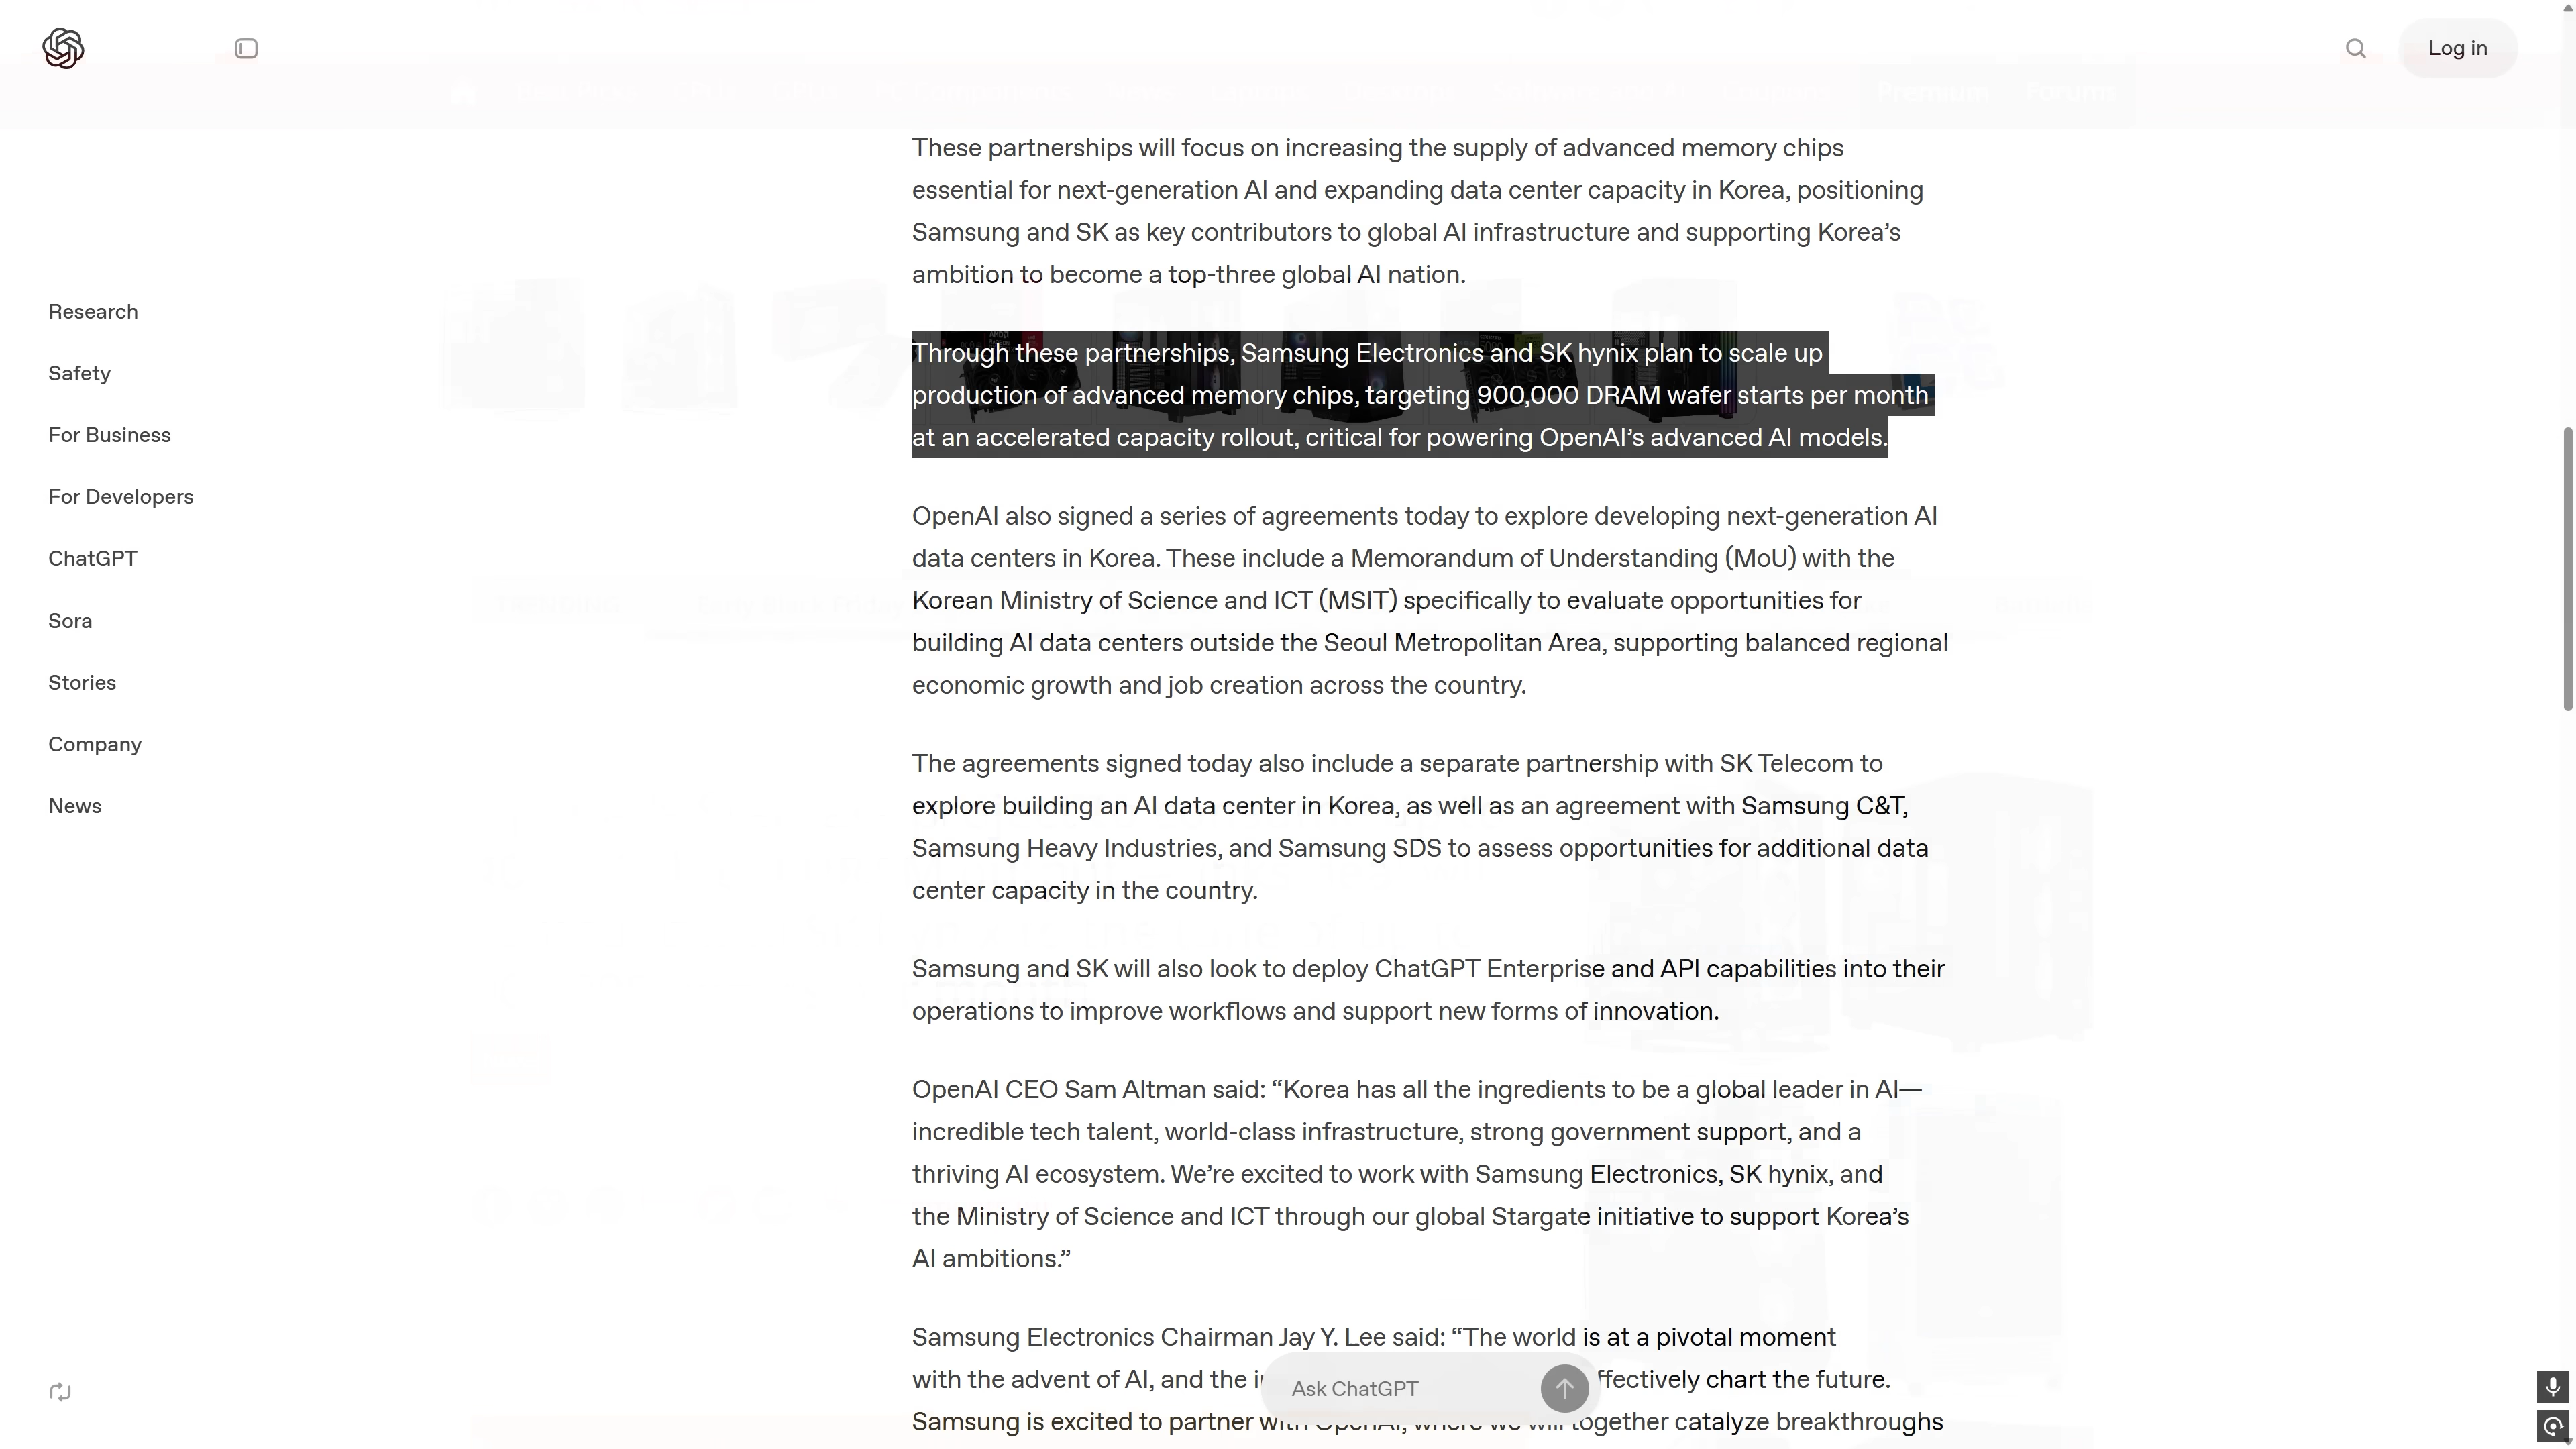 Log in
These partnerships will focus on increasing the supply of advanced memory chips
essential for next-generation AI and expanding data center capacity in Korea, positioning
Samsung and SK as key contributors to global AI infrastructure and supporting Korea’s
ambition to become a top-three global AI nation.
Research
Safety
For Business
For Developers
ChatGPT
Sora
Stories
Company
News
Through these partnerships, Samsung Electronics and SK hynix plan to scale up
production of advanced memory chips, targeting 900,000 DRAM wafer starts per month
at an accelerated capacity rollout, critical for powering OpenAI’s advanced AI models.
OpenAI also signed a series of agreements today to explore developing next-generation AI
data centers in Korea. These include a Memorandum of Understanding (MoU) with the
Korean Ministry of Science and ICT (MSIT) specifically to evaluate opportunities for
building AI data centers outside the Seoul Metropolitan Area, supporting balanced regional
economic growth and job creation across the country.
The agreements signed today also include a separate partnership with SK Telecom to
explore building an AI data center in Korea, as well as an agreement with Samsung C&T,
Samsung Heavy Industries, and Samsung SDS to assess opportunities for additional data
center capacity in the country.
Samsung and SK will also look to deploy ChatGPT Enterprise and API capabilities into their
operations to improve workflows and support new forms of innovation.
OpenAI CEO Sam Altman said: “Korea has all the ingredients to be a global leader in AI—
incredible tech talent, world-class infrastructure, strong government support, and a
thriving AI ecosystem. We’re excited to work with Samsung Electronics, SK hynix, and
the Ministry of Science and ICT through our global Stargate initiative to support Korea’s
AI ambitions.”
Samsung Electronics Chairman Jay Y. Lee said: “The world is at a pivotal moment
with the advent of AI, and the ffectively chart the future.
Samsung is excited to partner with OpenAI, where we will together catalyze breakthroughs
Ask ChatGPT